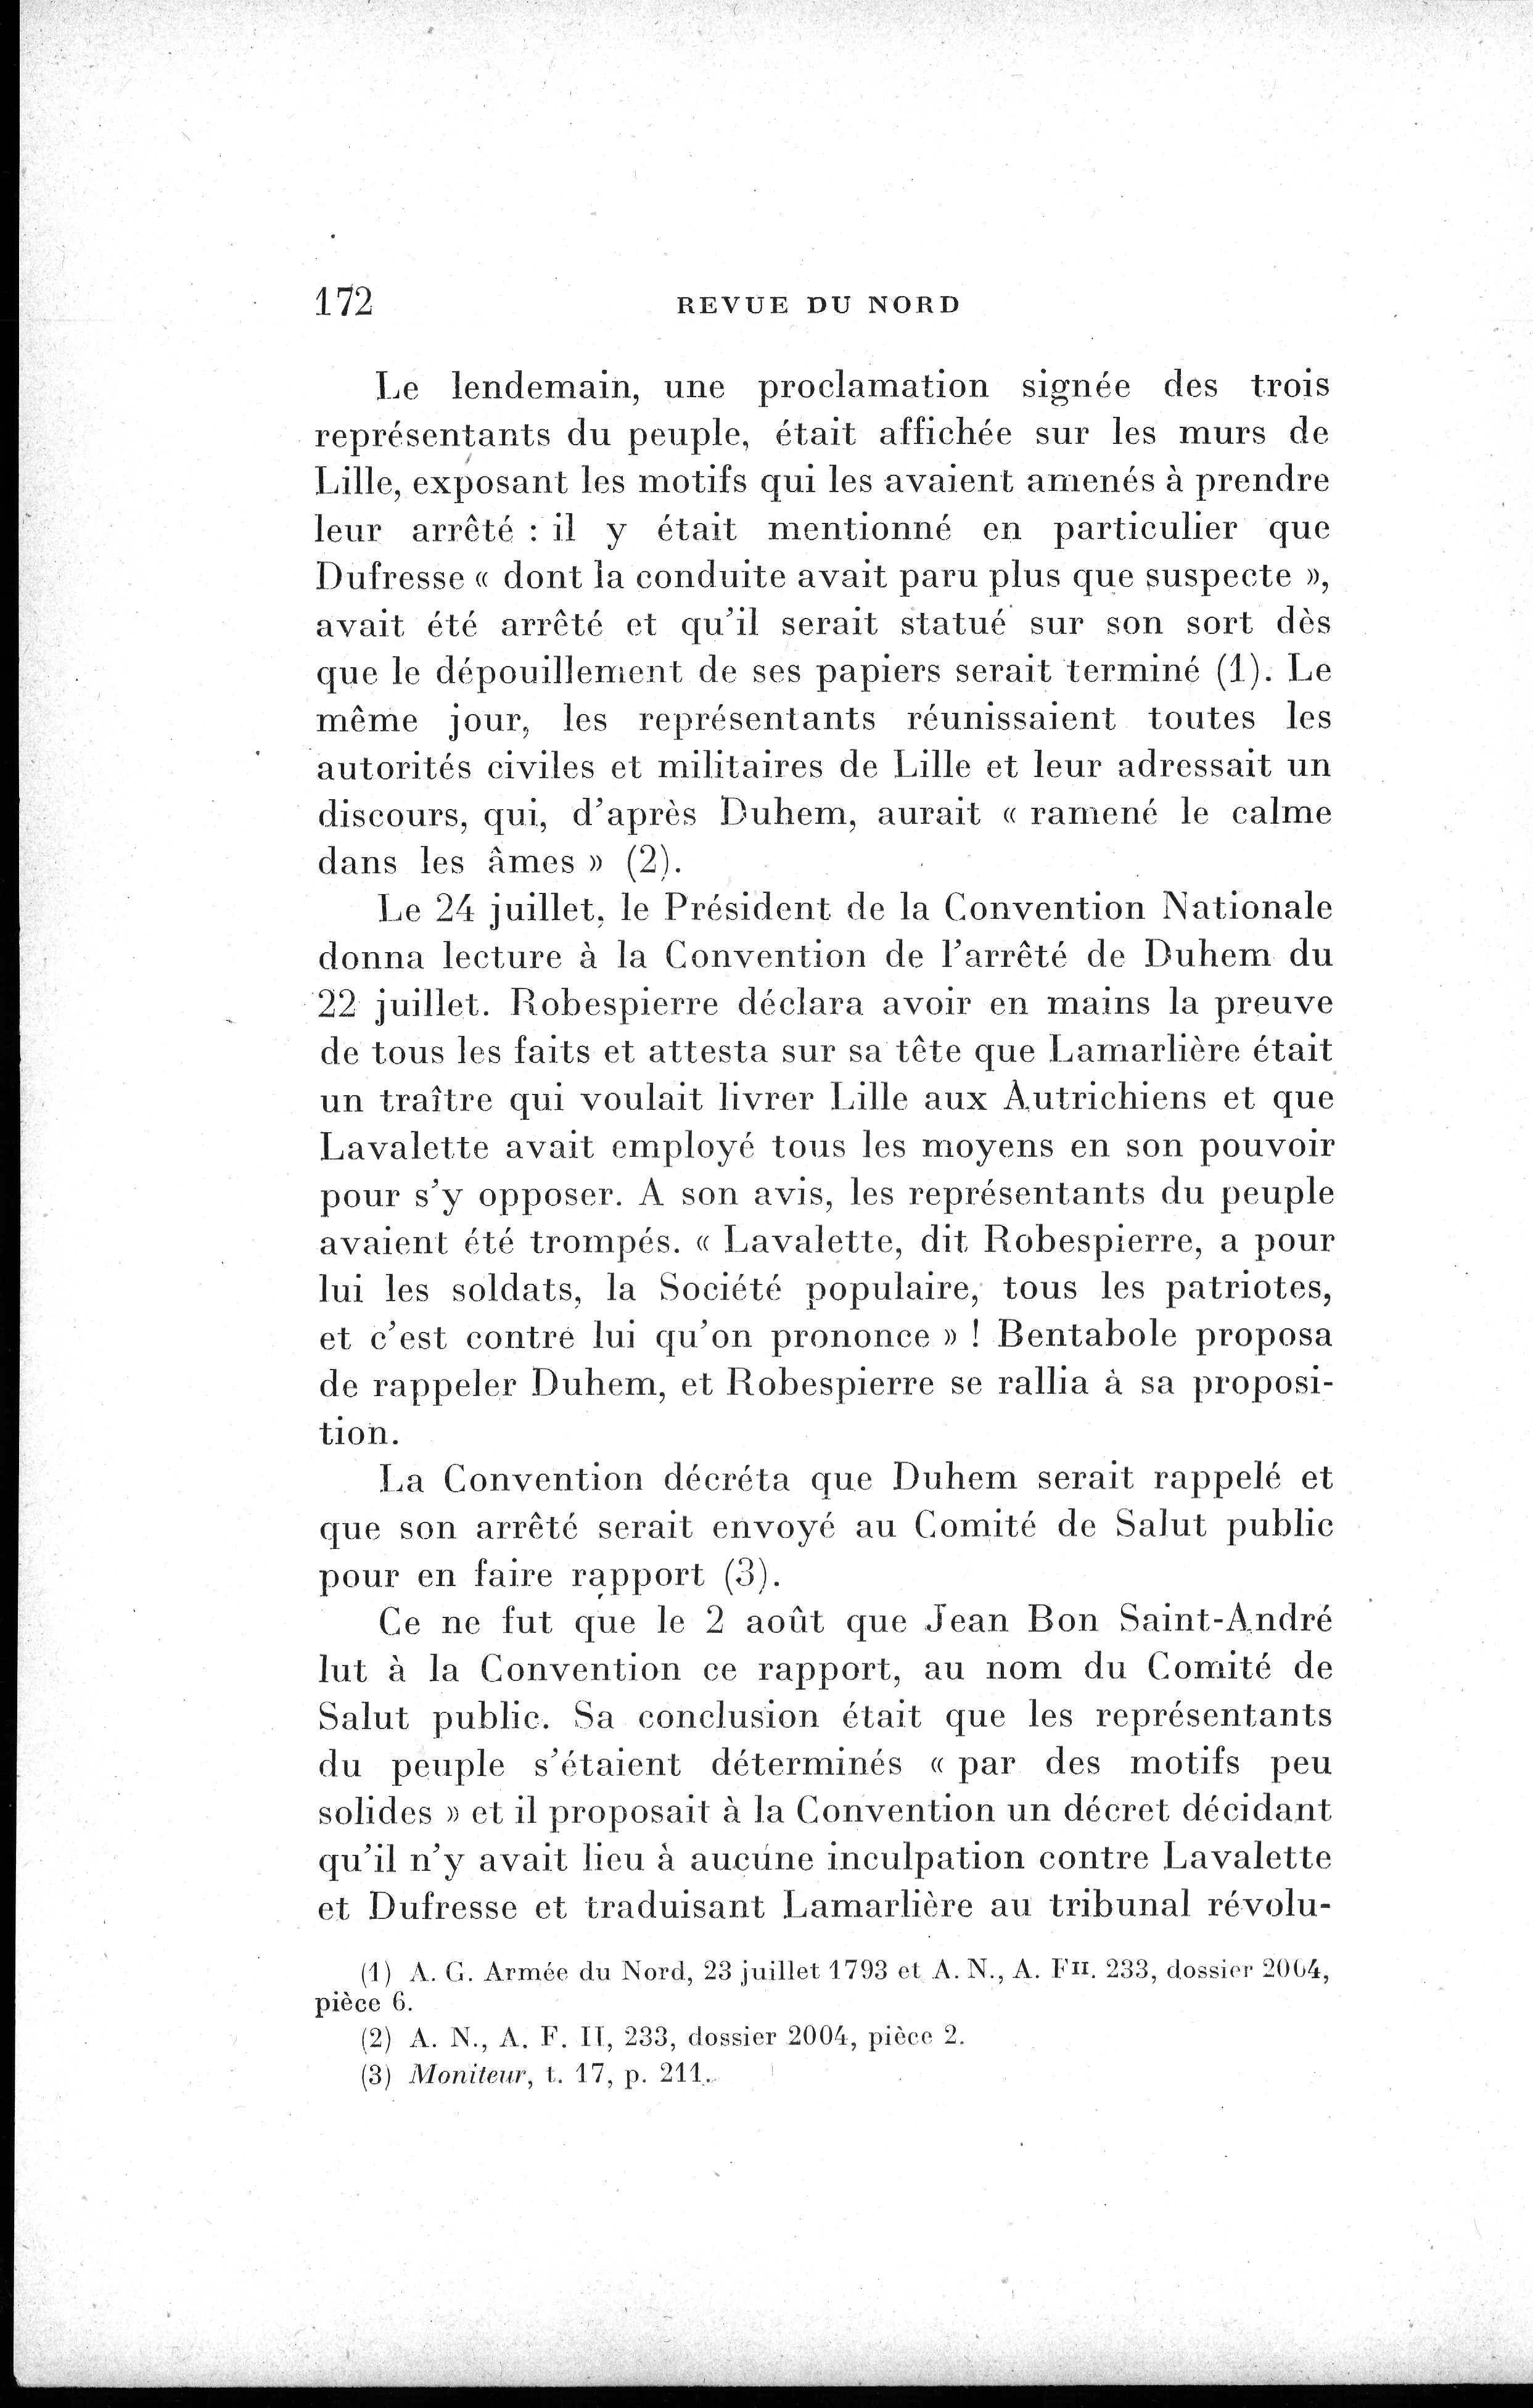 172
REVUE DU NORD
Le lendemain, une proclamation signée des trois
représentants du peuple, était affichée sur les murs de
Lille, exposant les motifs qui les avaient amenés à prendre
leur arrêté : il y était mentionné en particulier que
Dufresse « dont la conduite avait paru plus que suspecte »,
avait été arrêté et qu'il serait statué sur son sort dès
que le dépouillement de ses papiers serait terminé (1). Le
même jour, les représentants réunissaient toutes les
autorités civiles et militaires de Lille et leur adressait un
discours, qui, d'après Duhem, aurait « ramené le calme
dans les âmes » (2).
Le 24 juillet, le Président de la Convention Nationale
donna lecture à la Convention de l'arrêté de Duhem du
22 juillet. Robespierre déclara avoir en mains la preuve
de tous les faits et attesta sur sa tête que Lamarlière était
un traître qui voulait livrer Lille aux Autrichiens et que
Lavalette avait employé tous les moyens en son pouvoir
pour s'y opposer. A son avis, les représentants du peuple
avaient été trompés. « Lavalette, dit Robespierre, a pour
lui les soldats, la Société populaire, tous les patriotes,
et c'est contre lui qu'on prononce » ! Bentabole proposa
de rappeler Duhem, et Robespierre se rallia à sa proposi-
tion.
La Convention décréta que Duhem serait rappelé et
que son arrêté serait envoyé au Comité de Salut public
pour en faire rapport (3).
Ce ne fut que le 2 août que Jean Bon Saint-André
lut à la Convention ce rapport, au nom du Comité de
Salut public. Sa conclusion était que les représentants
du peuple s'étaient déterminés « par des motifs peu
solides » et il proposait à la Convention un décret décidant
qu'il n'y avait lieu à aucune inculpation contre Lavalette
et Dufresse et traduisant Lamarlière au tribunal révolu-
(1) A. G. Armée du Nord, 23 juillet 1793 et A. N., A. FII. 233, dossier 2004,
pièce 6.
(2) A. N., A. F. II, 233, dossier 2004, pièce 2.
(3) Moniteur, t. 17, p. 211.